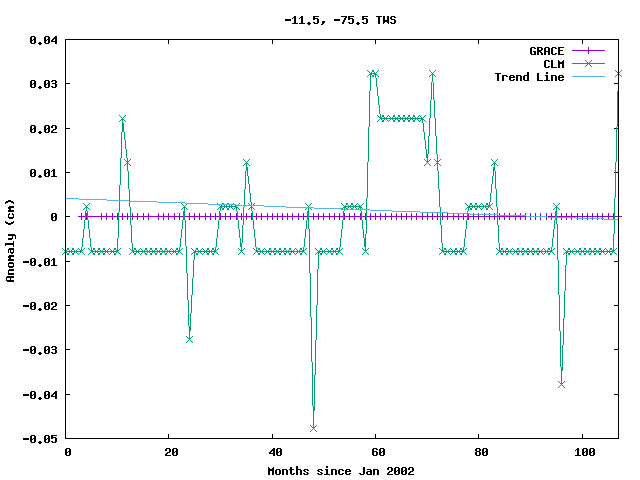 -11.5, -75.5 TWS
GRACE
CLM
Trend Line
0.04
0.03
0.02
0.01
0
-0.01
-0.02
-0.03
-0.04
-0.05
Anomaly (cm)
0 20 40 60 80 100
Months since Jan 2002